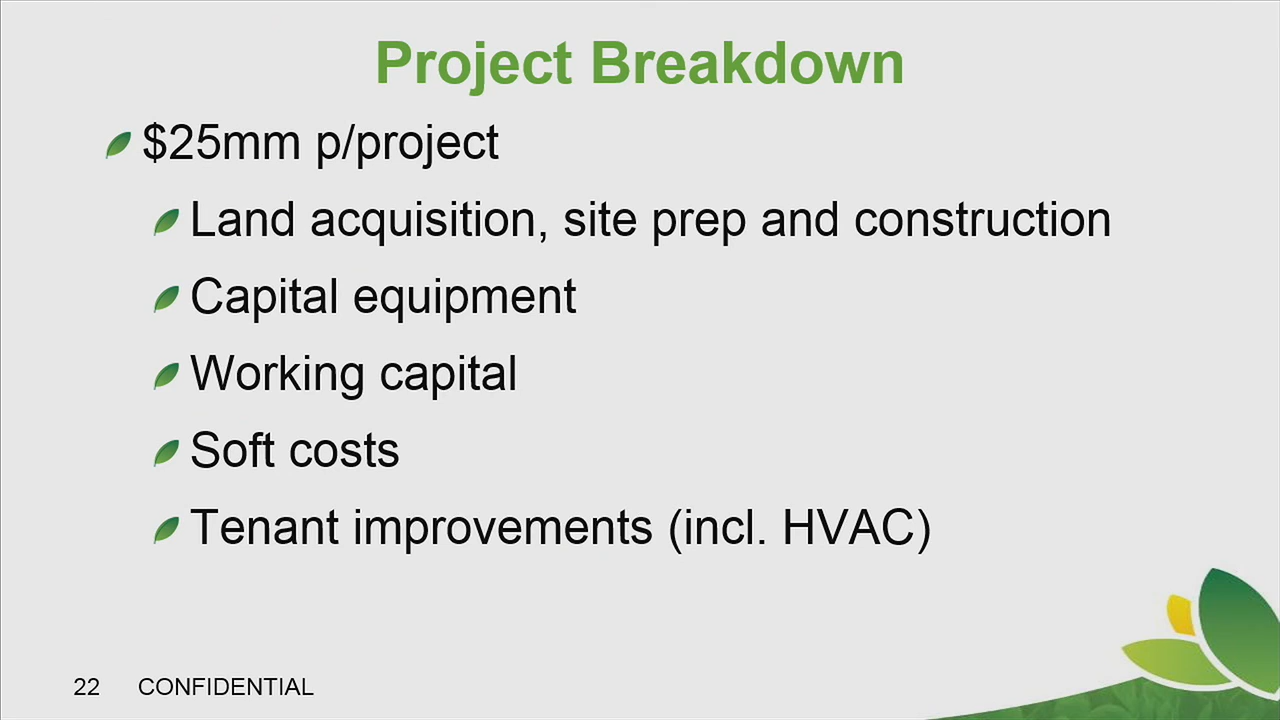 Project Breakdown
$25mm p/project
Land acquisition, site prep and construction
Capital equipment
Working capital
Soft costs
Tenant improvements (incl. HVAC)
22 CONFIDENTIAL